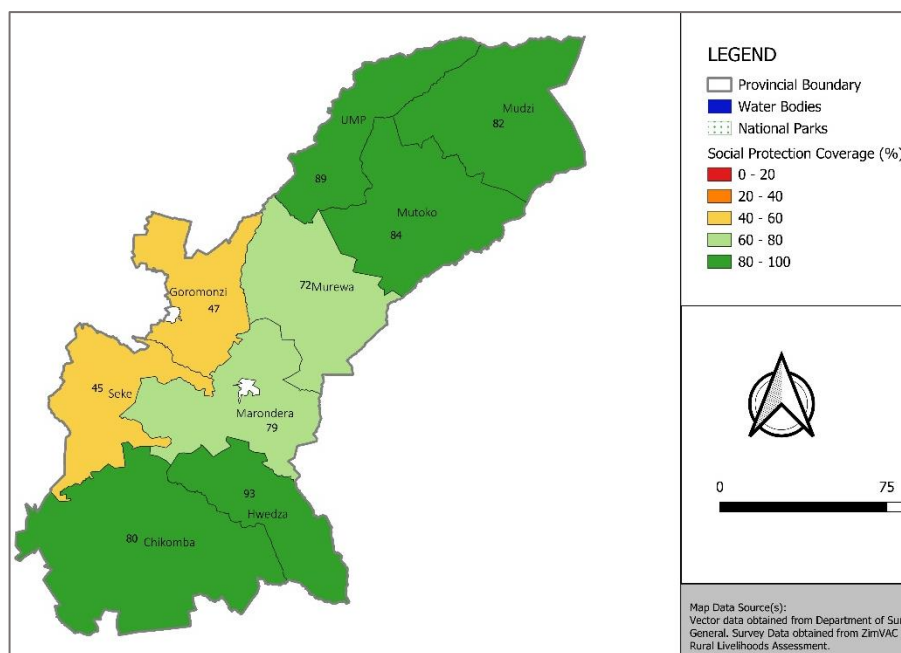 UMP
89
Mudzi
82
Mutoko
84
72 Murewa
Goromonzi
47
45 Seke
Marondera
79
93
Hwedza
80 Chikomba
LEGEND
Provincial Boundary
Water Bodies
National Parks
Social Protection Coverage (%)
0 - 20
20 - 40
40 - 60
60 - 80
80 - 100
0 75
Map Data Source(s):
Vector data obtained from Department of Sur
General. Survey Data obtained from ZimVAC
Rural Livelihoods Assessment.